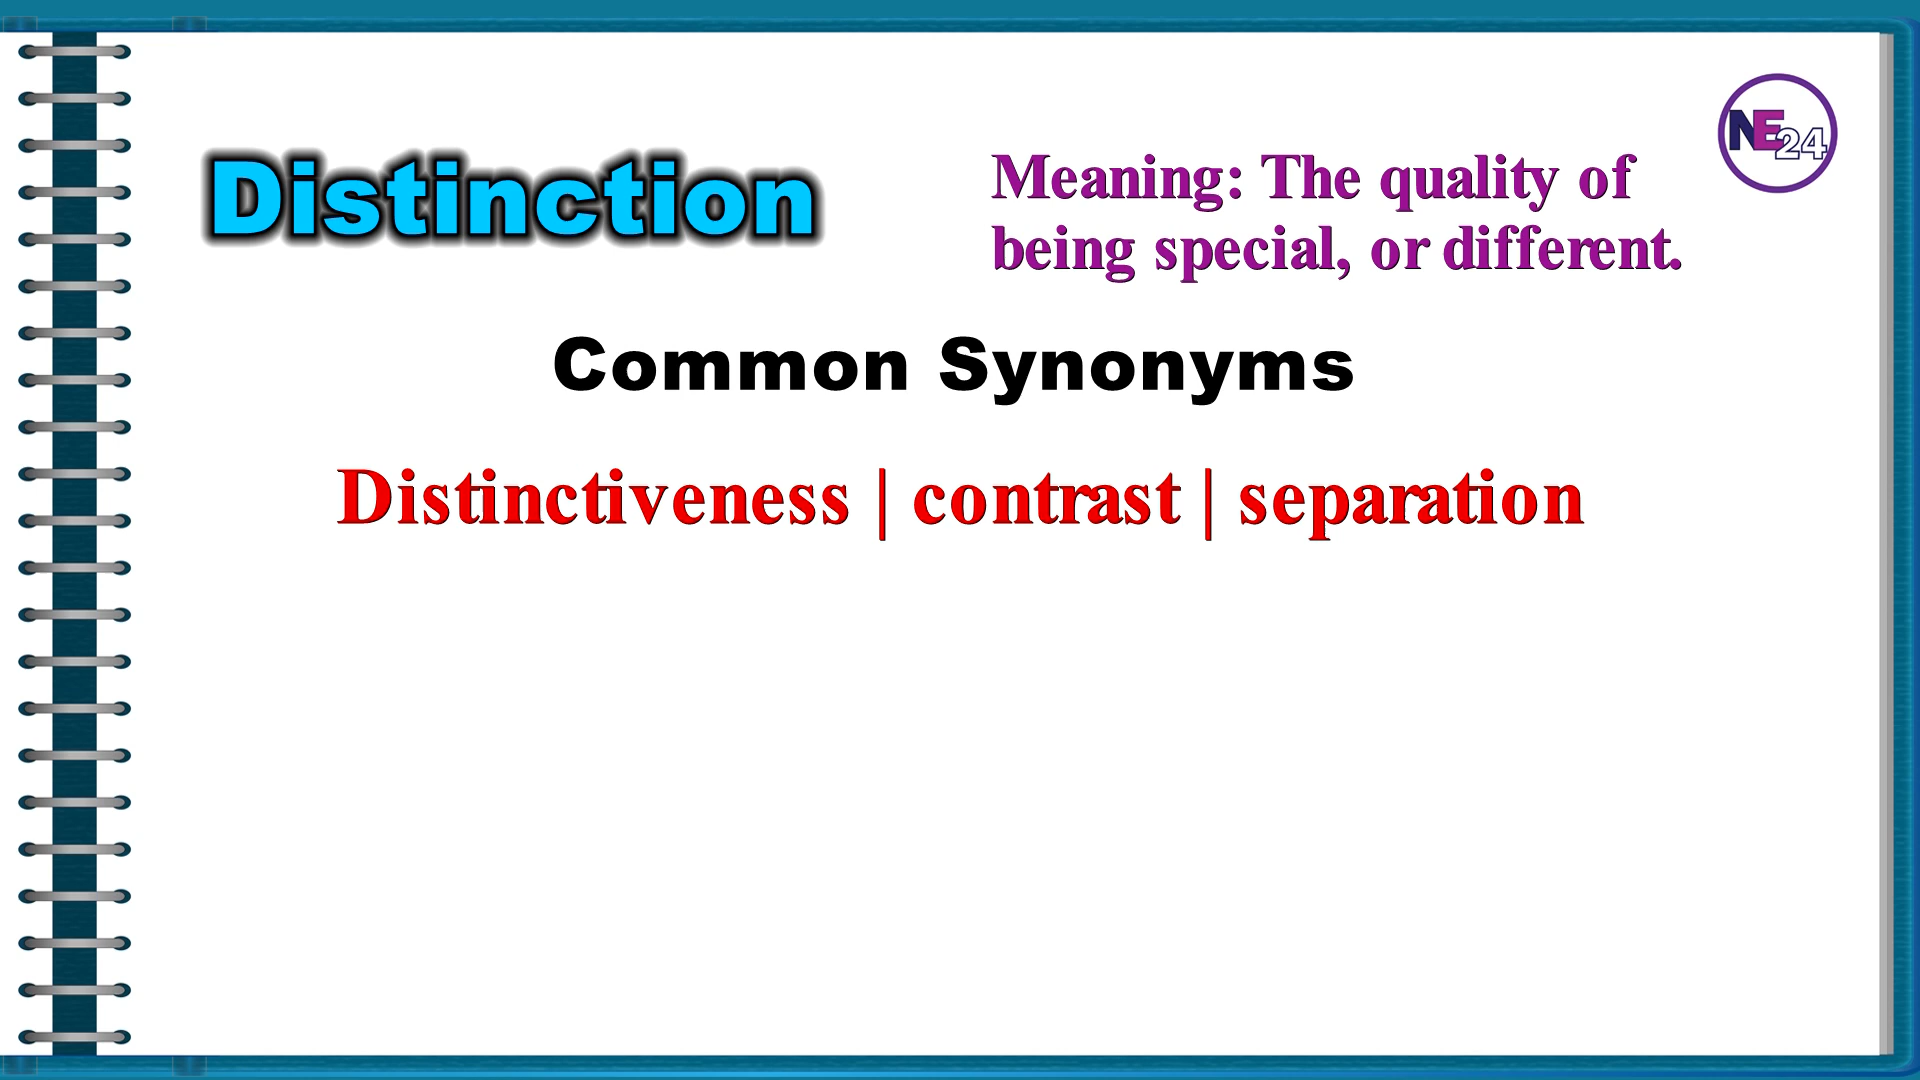 NE24
Distinction
Meaning: The quality of
being special, or different.
Common Synonyms
Distinctiveness | contrast | separation